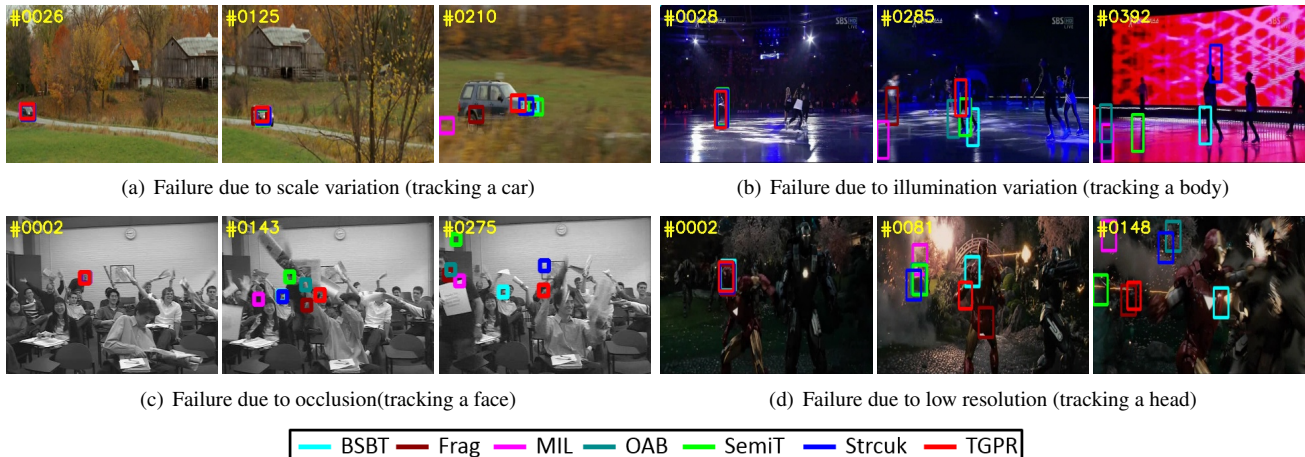 #0026 #0125 #0210
#0028 #0285 #0392
SBS LIVE
(a) Failure due to scale variation (tracking a car)
(b) Failure due to illumination variation (tracking a body)
#0002 #0143 #0275
#0002 #0081 #0148
(c) Failure due to occlusion(tracking a face)
(d) Failure due to low resolution (tracking a head)
BSBT Frag MIL OAB SemiT Strcuk TGPR